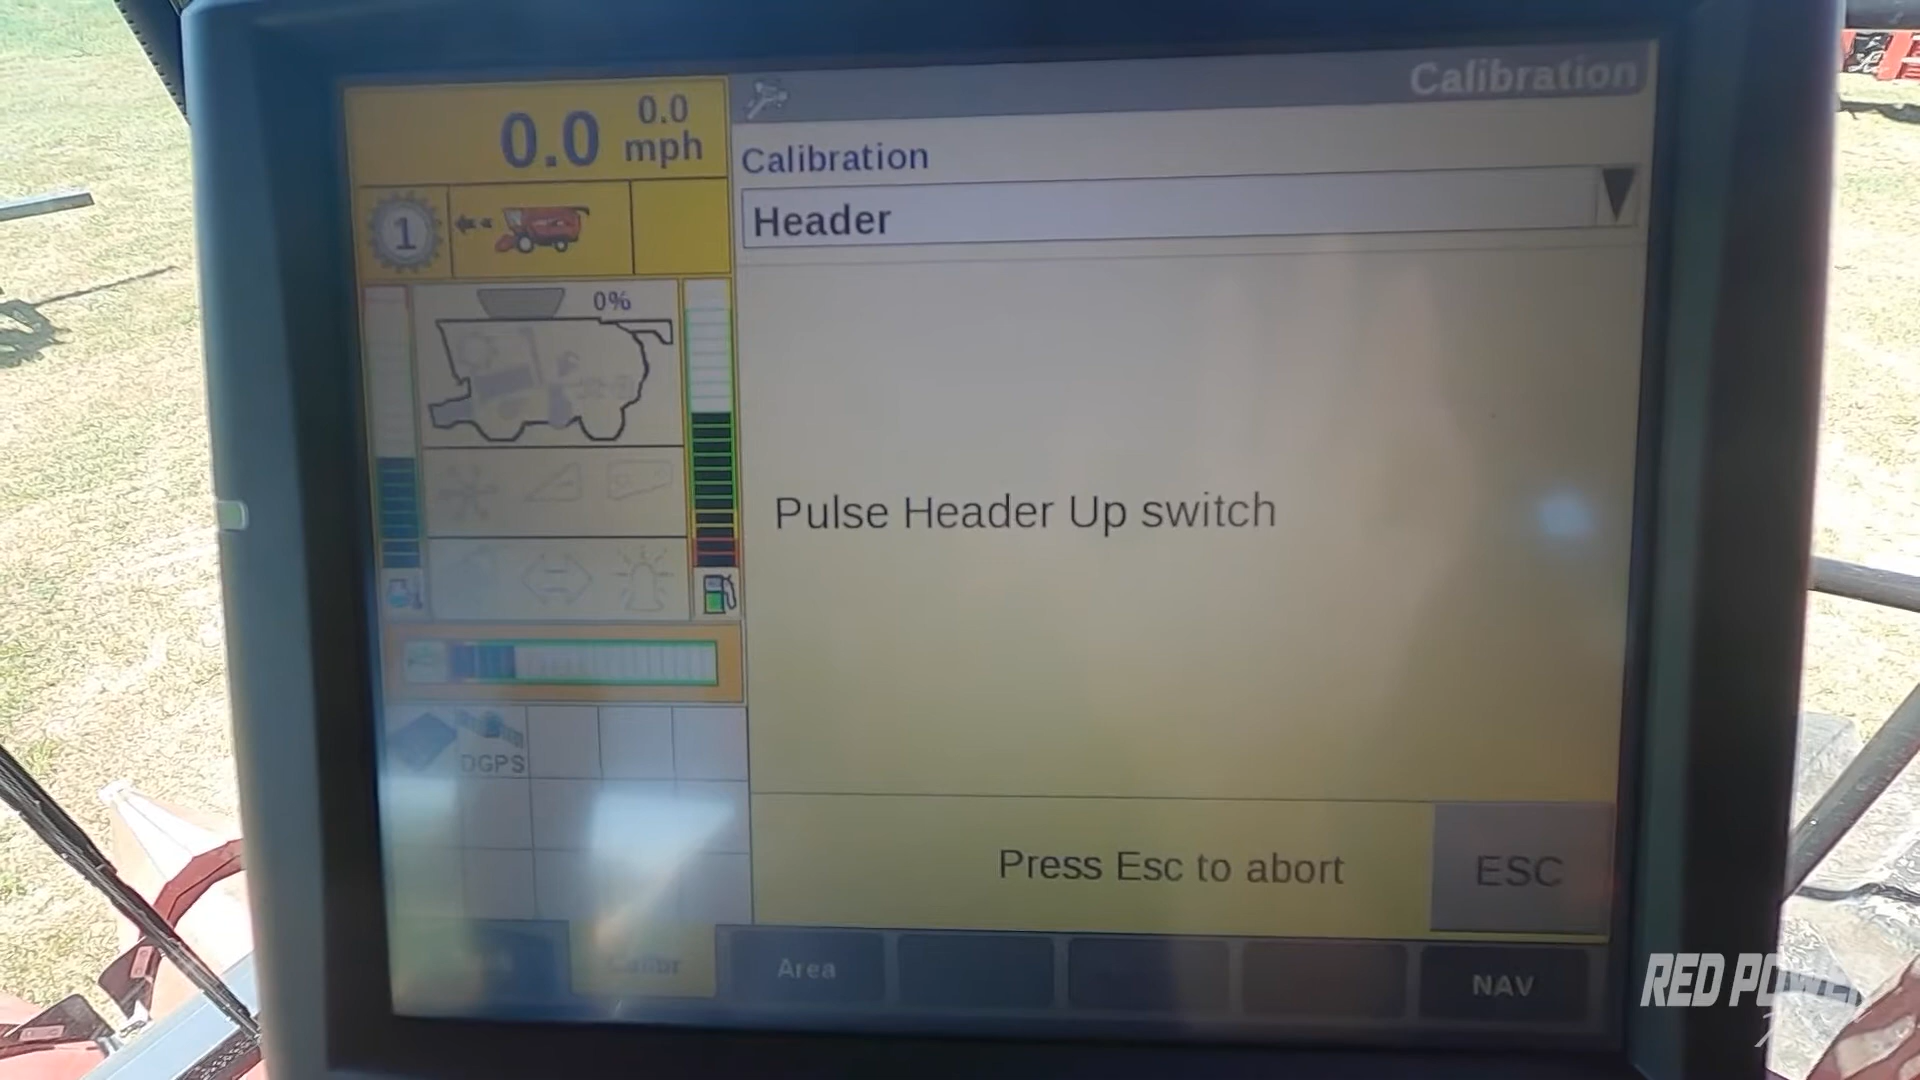 Calibration
0.0
0.0
mph
Calibration
Header
1
0%
Pulse Header Up switch
DGPS
Press Esc to abort
ESC
Calibr
Area
NAV
RED POWER